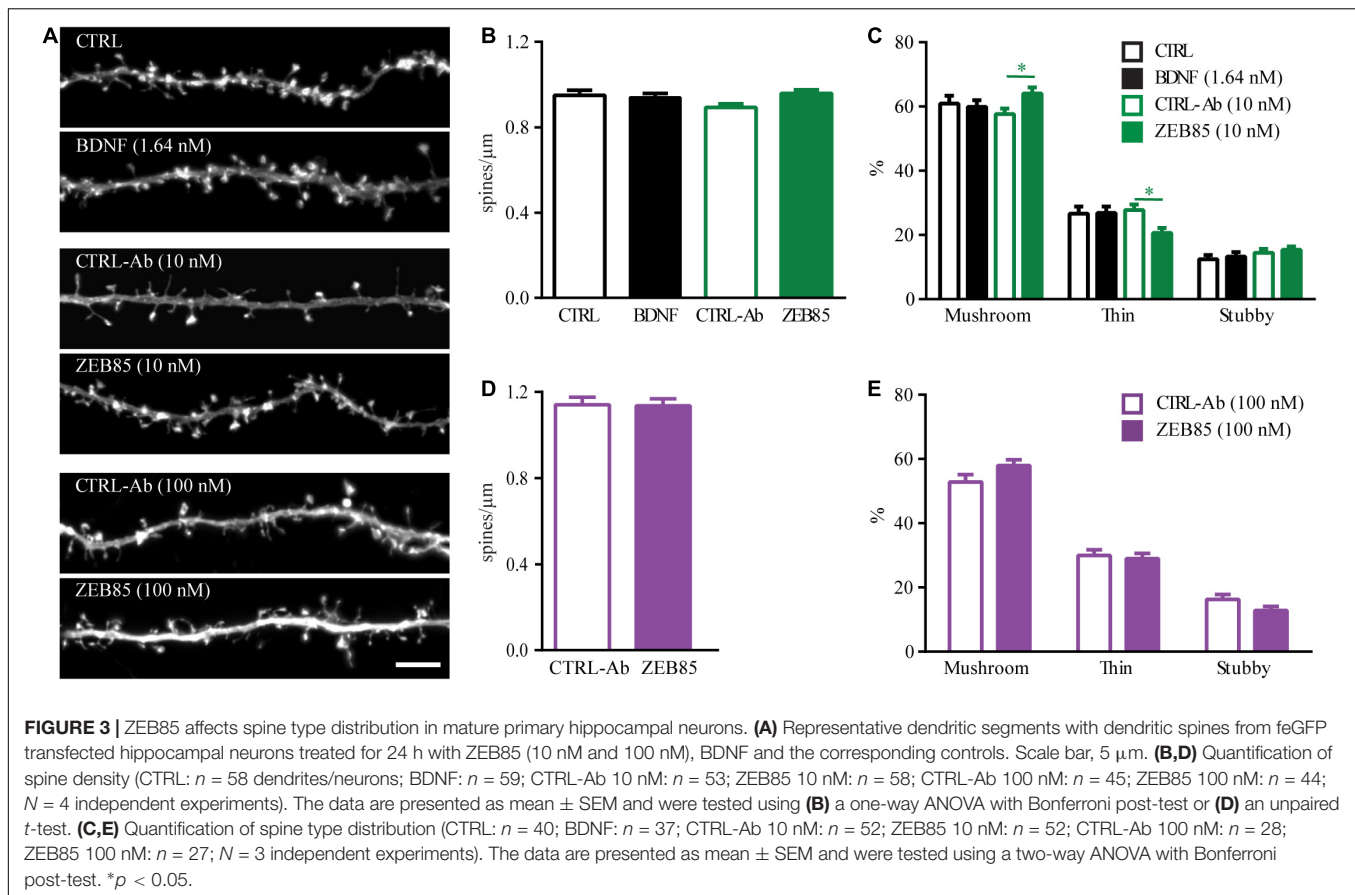 A
CTRL
BDNF (1.64 nM)
CTRL-Ab (10 nM)
ZEB85 (10 nM)
CTRL-Ab (100 nM)
ZEB85 (100 nM)
B
1.2
0.8
0.4
0.0
spines/µm
CTRL
BDNF
CTRL-Ab
ZEB85
C
80
60
40
20
0
%
*
*
CTRL
BDNF (1.64 nM)
CTRL-Ab (10 nM)
ZEB85 (10 nM)
Mushroom
Thin
Stubby
D
1.2
0.8
0.4
0.0
spines/µm
CTRL-Ab
ZEB85
E
80
60
40
20
0
%
CTRL-Ab (100 nM)
ZEB85 (100 nM)
Mushroom
Thin
Stubby
FIGURE 3 | ZEB85 affects spine type distribution in mature primary hippocampal neurons. (A) Representative dendritic segments with dendritic spines from feGFP
transfected hippocampal neurons treated for 24 h with ZEB85 (10 nM and 100 nM), BDNF and the corresponding controls. Scale bar, 5 µm. (B,D) Quantification of
spine density (CTRL: n = 58 dendrites/neurons; BDNF: n = 59; CTRL-Ab 10 nM: n = 53; ZEB85 10 nM: n = 58; CTRL-Ab 100 nM: n = 45; ZEB85 100 nM: n = 44;
N = 4 independent experiments). The data are presented as mean ± SEM and were tested using (B) a one-way ANOVA with Bonferroni post-test or (D) an unpaired
t-test. (C,E) Quantification of spine type distribution (CTRL: n = 40; BDNF: n = 37; CTRL-Ab 10 nM: n = 52; ZEB85 10 nM: n = 52; CTRL-Ab 100 nM: n = 28;
ZEB85 100 nM: n = 27; N = 3 independent experiments). The data are presented as mean ± SEM and were tested using a two-way ANOVA with Bonferroni
post-test. *p < 0.05.